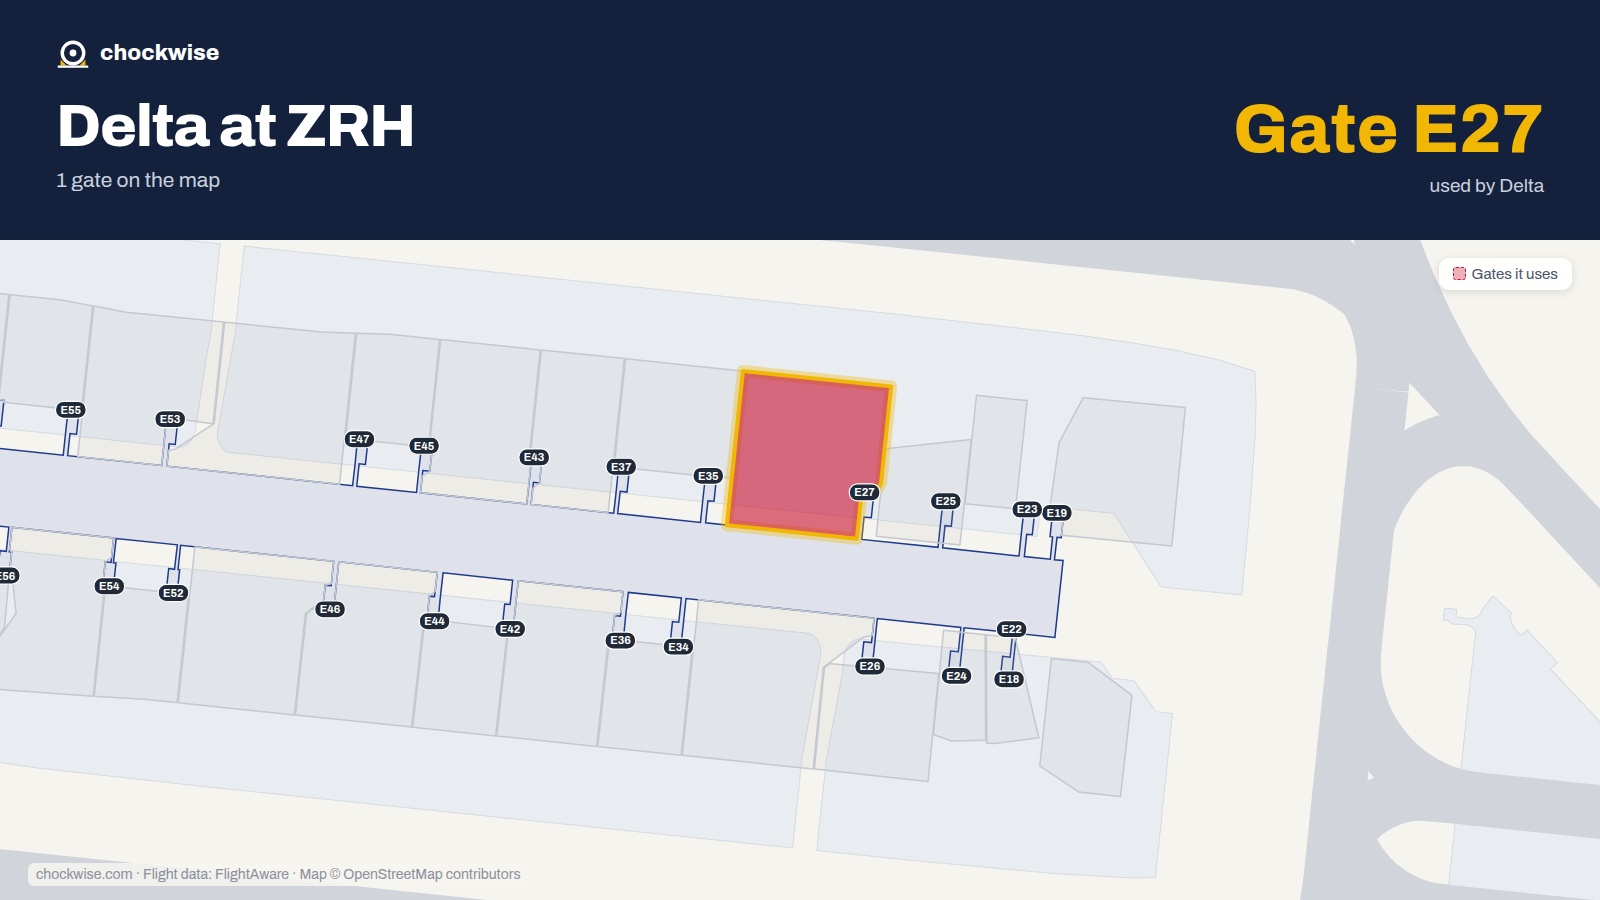 chockwise
Delta at ZRH
1 gate on the map
Gate E27
used by Delta
Gates it uses
E55
E53
E47
E45
E43
E37
E35
E27
E25
E23
E19
E56
E54
E52
E46
E44
E42
E36
E34
E26
E24
E22
E18
chockwise.com · Flight data: FlightAware · Map © OpenStreetMap contributors